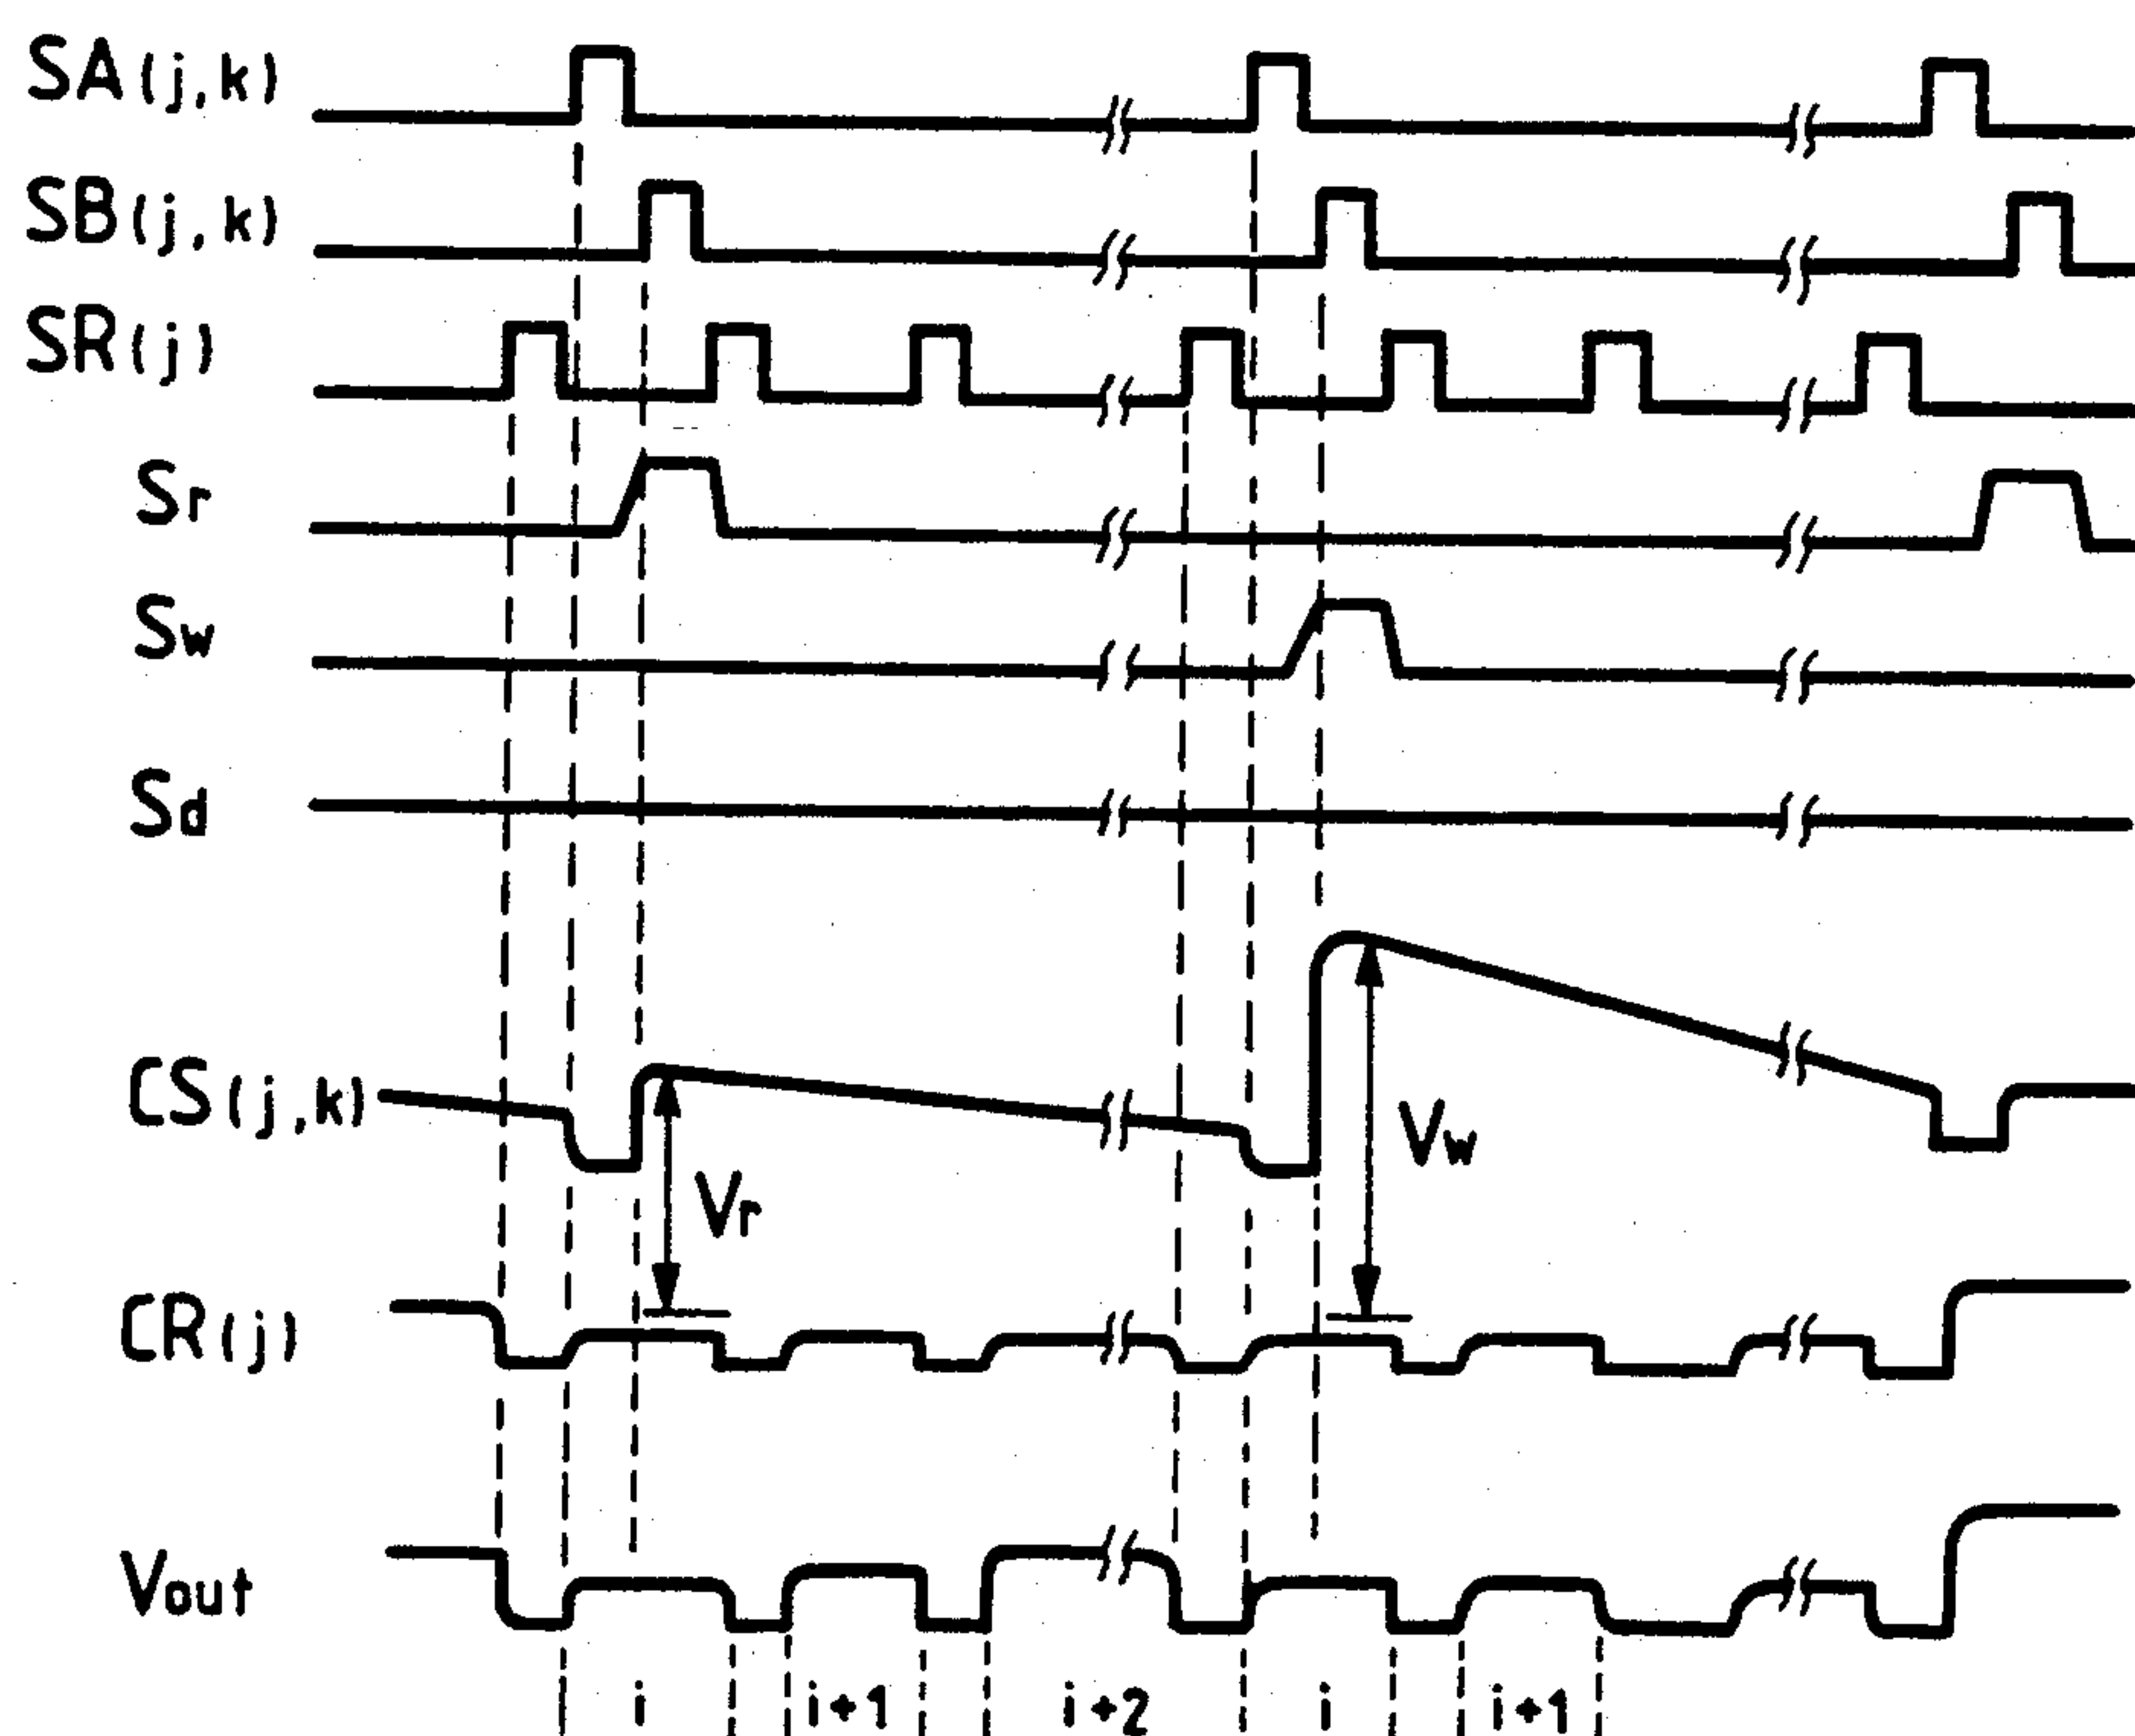 SA(j,k)
SB(j,k)
SR(j)
Sr
Sw
Sd
CS(j,k)
Vr
Vw
CR(j)
Vout
i i+1 i+2 i i+1